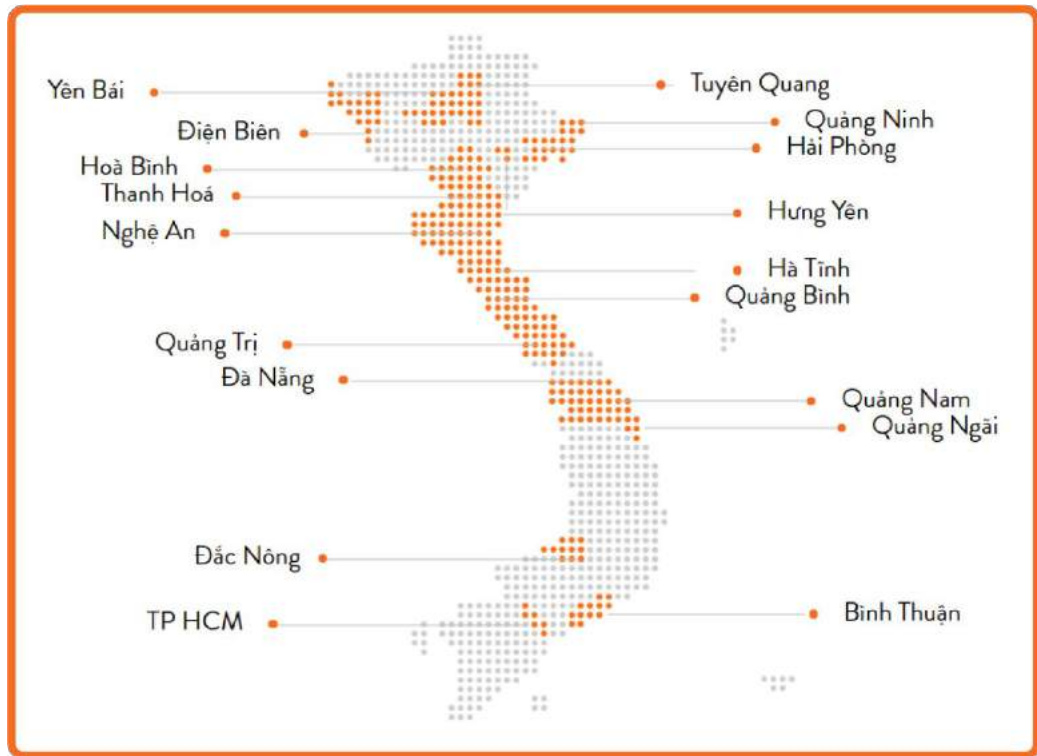 Yên Bái
Tuyên Quang
Điện Biên
Quảng Ninh
Hải Phòng
Hoà Bình
Thanh Hoá
Nghệ An
Hưng Yên
Hà Tĩnh
Quảng Bình
Quảng Trị
Đà Nẵng
Quảng Nam
Quảng Ngãi
Đắc Nông
TP HCM
Bình Thuận